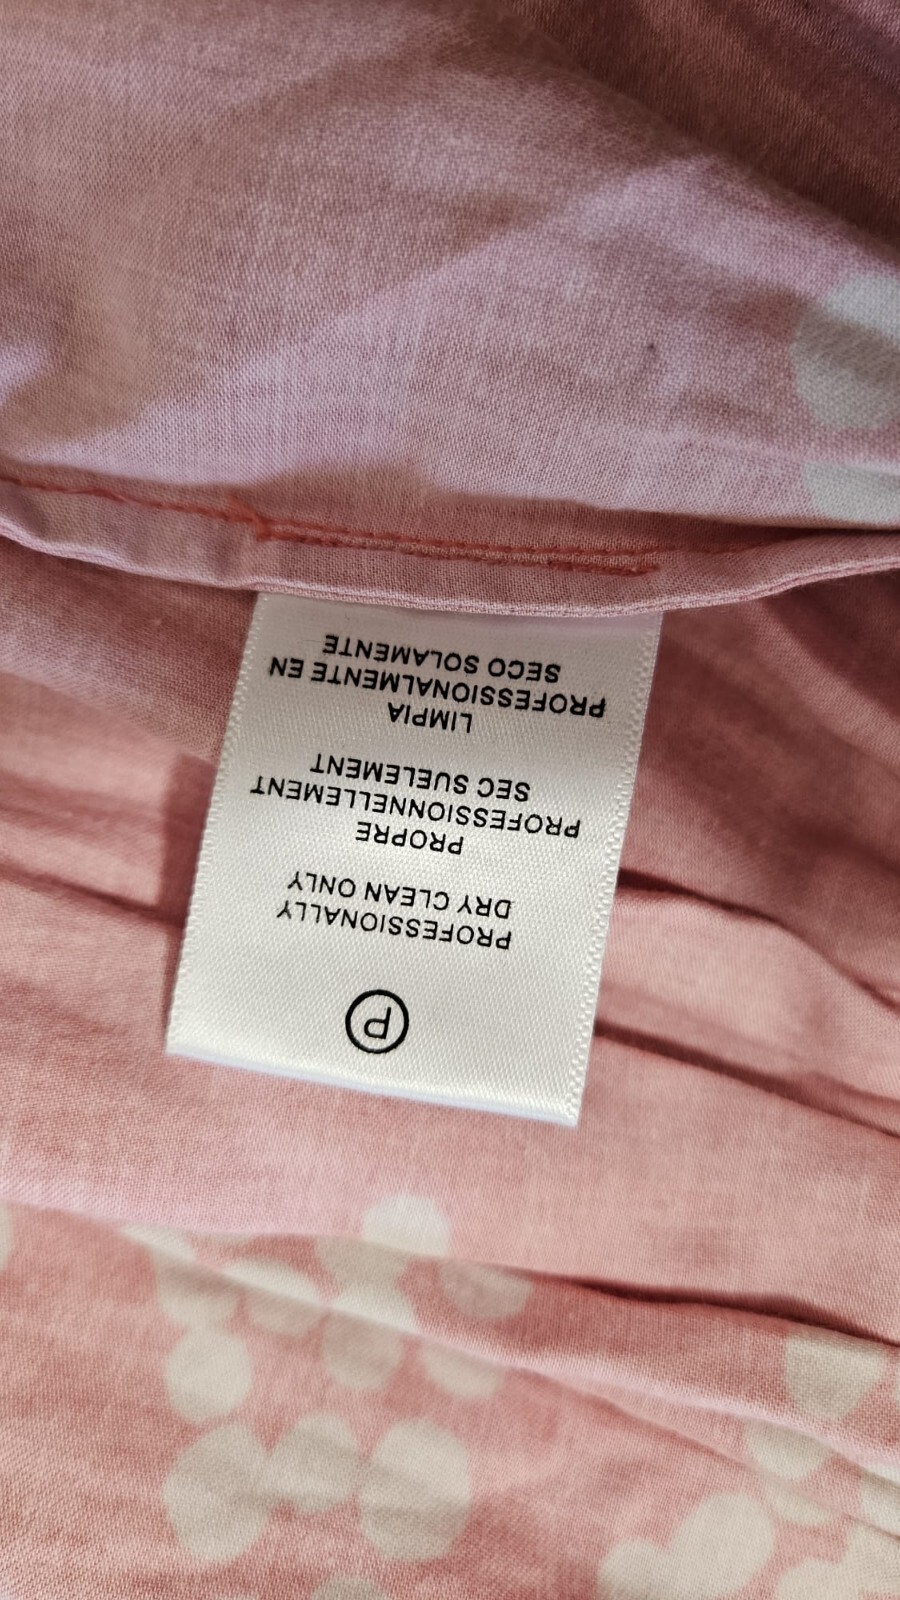 P
PROFESSIONALLY
DRY CLEAN ONLY
PROPRE
PROFESSIONNELLEMENT
SEC SUELEMENT
LIMPIA
PROFESSIONALMENTE EN
SECO SOLAMENTE